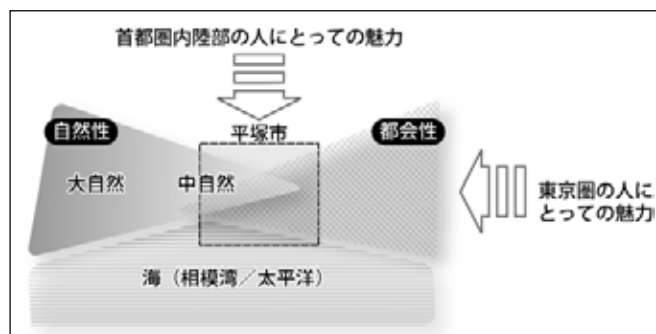 首都圏内陸部の人にとっての魅力
平塚市
自然性
都会性
大自然
中自然
東京圏の人に
とっての魅力
海（相模湾／太平洋）